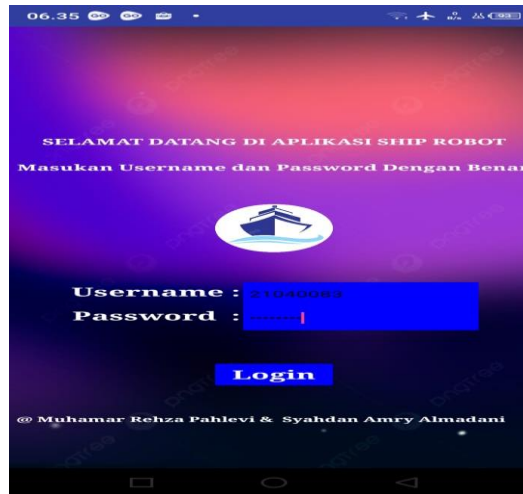 06.35
SELAMAT DATANG DI APLIKASI SHIP ROBOT
Masukan Username dan Password Dengan Benar
Username : 21040085
Password :
Login
@ Muhamar Rehza Pahlevi & Syahdan Amry Almadani